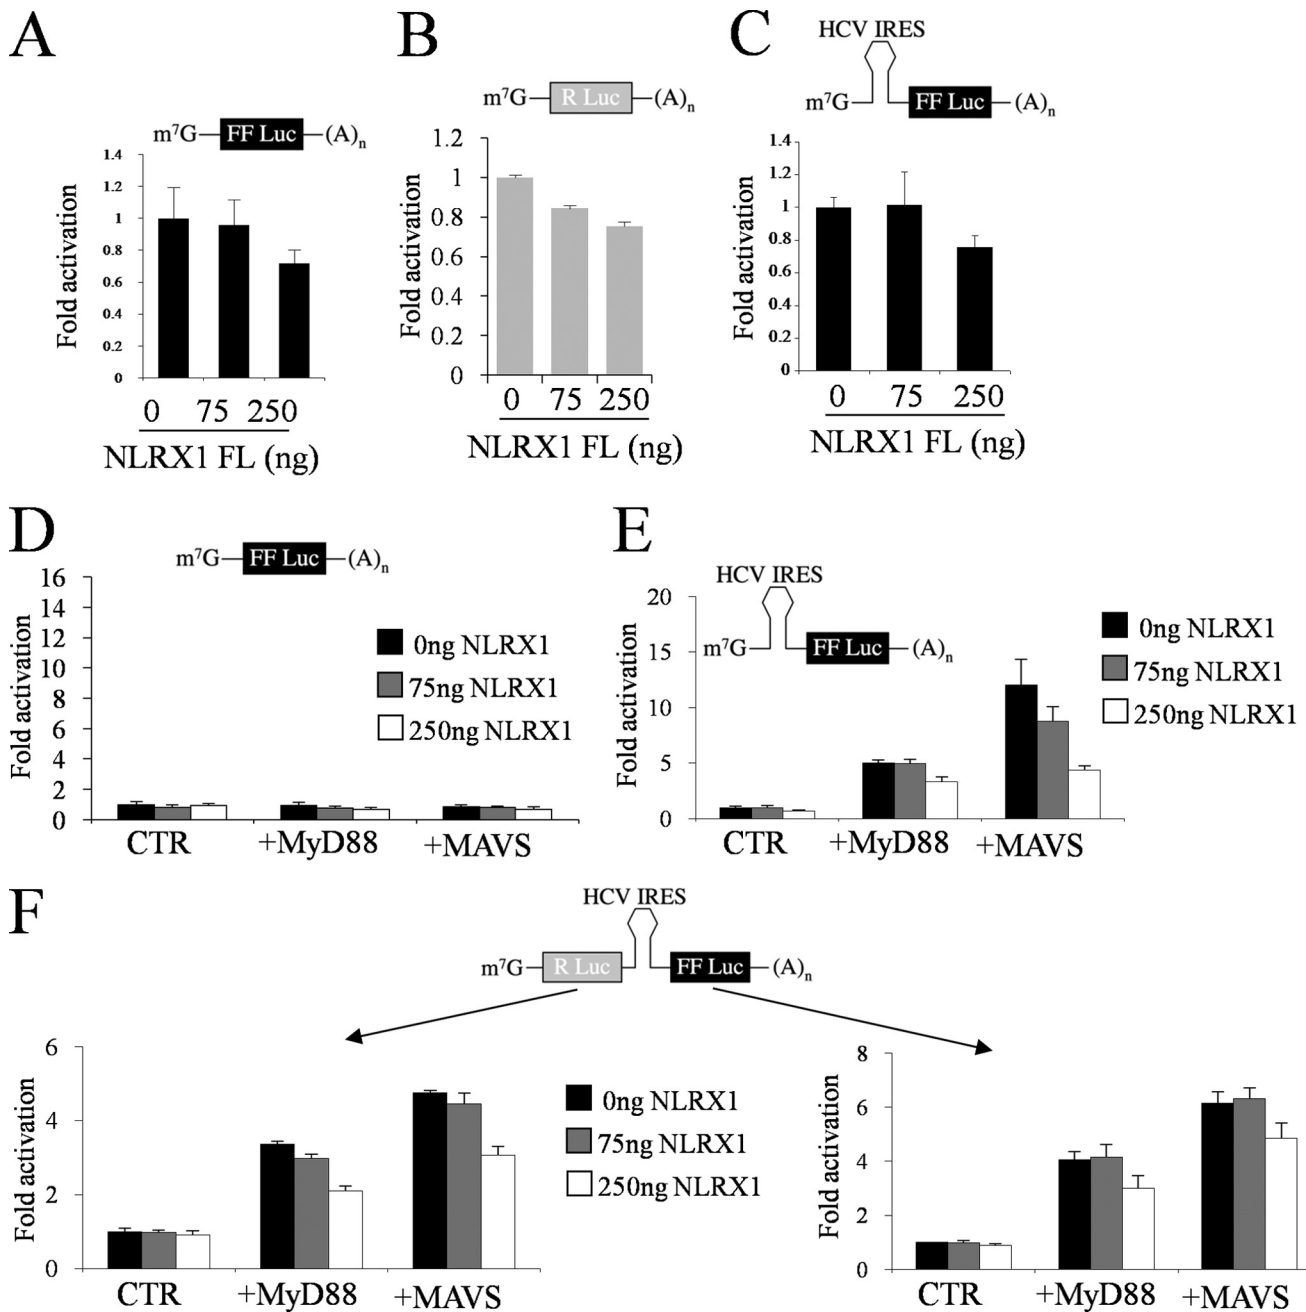 A
m⁷G FF Luc (A)n
Fold activation
1.4
1.2
1
0.8
0.6
0.4
0.2
0
0 75 250
NLRX1 FL (ng)
B
m⁷G R Luc (A)n
Fold activation
1.2
1
0.8
0.6
0.4
0.2
0
0 75 250
NLRX1 FL (ng)
C
HCV IRES
m⁷G FF Luc (A)n
Fold activation
1.4
1.2
1
0.8
0.6
0.4
0.2
0
0 75 250
NLRX1 FL (ng)
D
m⁷G FF Luc (A)n
Fold activation
16
14
12
10
8
6
4
2
0
0ng NLRX1
75ng NLRX1
250ng NLRX1
CTR +MyD88 +MAVS
E
HCV IRES
m⁷G FF Luc (A)n
Fold activation
20
15
10
5
0
0ng NLRX1
75ng NLRX1
250ng NLRX1
CTR +MyD88 +MAVS
F
HCV IRES
m⁷G R Luc FF Luc (A)n
Fold activation
6
4
2
0
CTR +MyD88 +MAVS
0ng NLRX1
75ng NLRX1
250ng NLRX1
Fold activation
8
6
4
2
0
CTR +MyD88 +MAVS